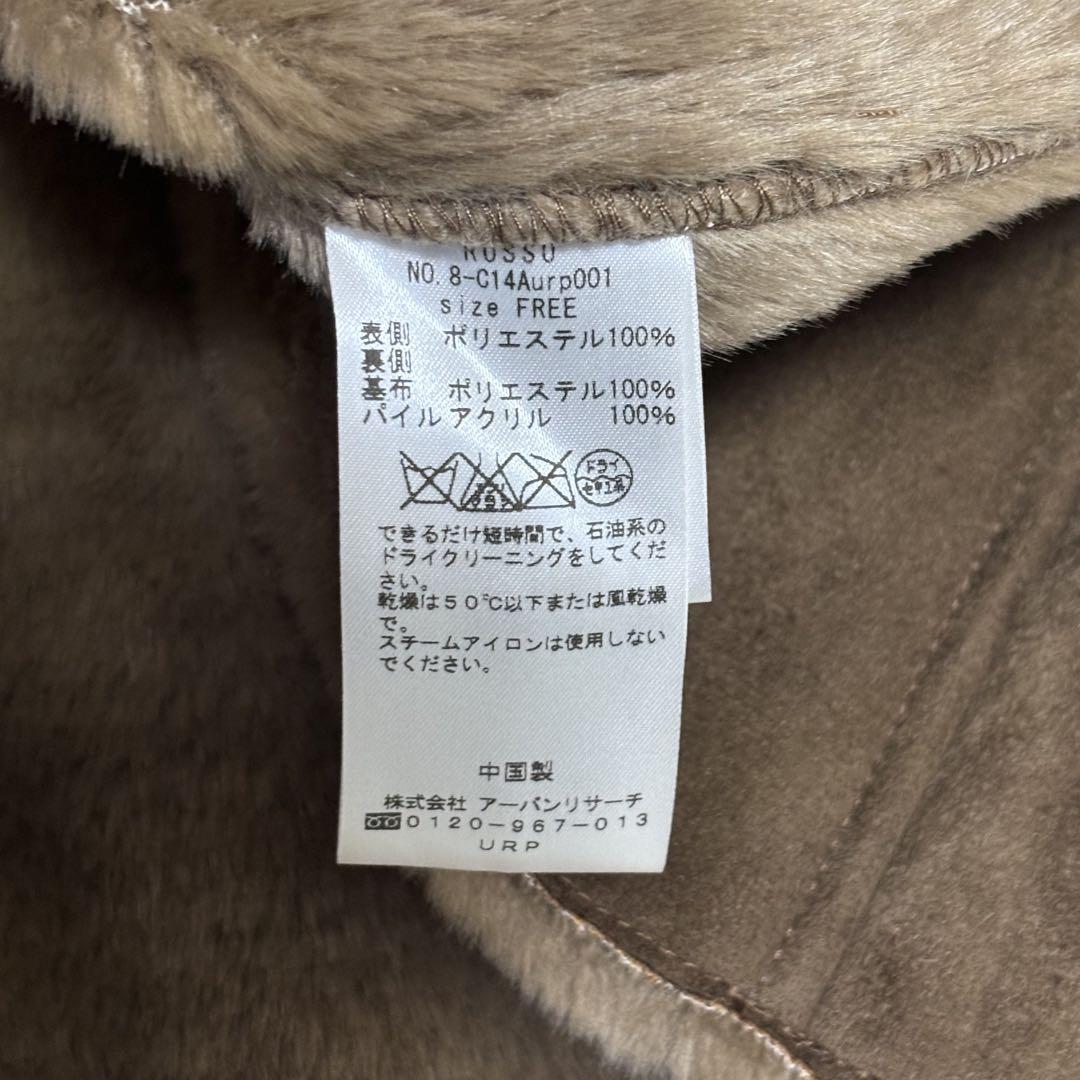 ROSSO
NO.8-C14Aurp001
size FREE
表側 ポリエステル100%
裏側
基布 ポリエステル100%
パイル アクリル 100%
ドライ
セキユ系
できるだけ短時間で、石油系の
ドライクリーニングをしてくだ
さい。
乾燥は50℃以下または風乾燥
で。
スチームアイロンは使用しない
でください。
中国製
株式会社 アーバンリサーチ
0120-967-013
URP